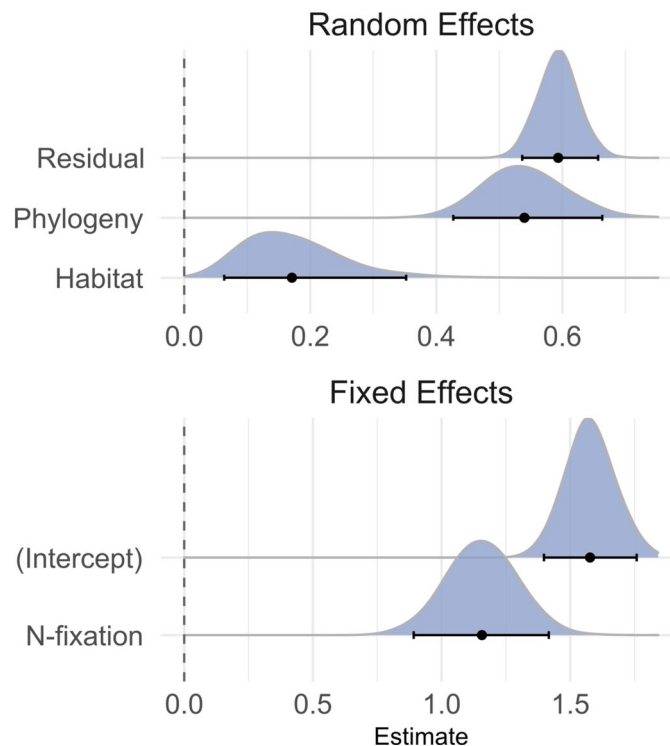 Random Effects
Residual
Phylogeny
Habitat
0.0 0.2 0.4 0.6
Fixed Effects
(Intercept)
N-fixation
0.0 0.5 1.0 1.5
Estimate